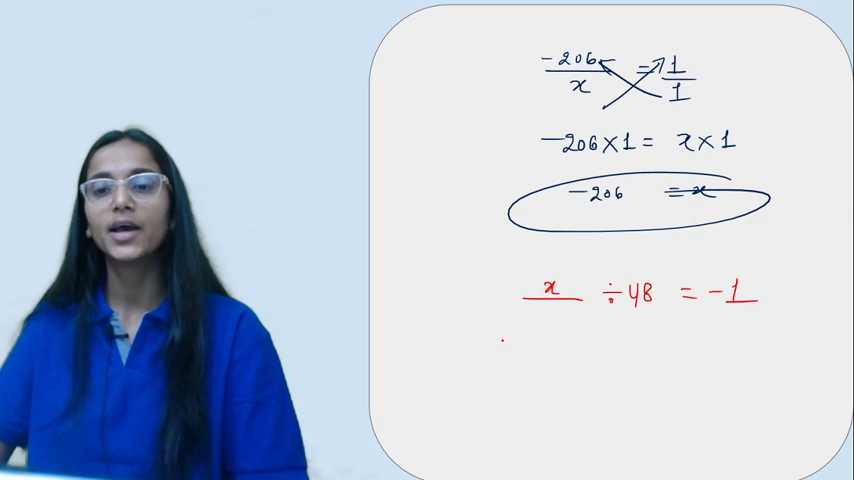 -206 / x = 1 / 1
-206 × 1 = x × 1
-206 = x
x ÷ 48 = -1